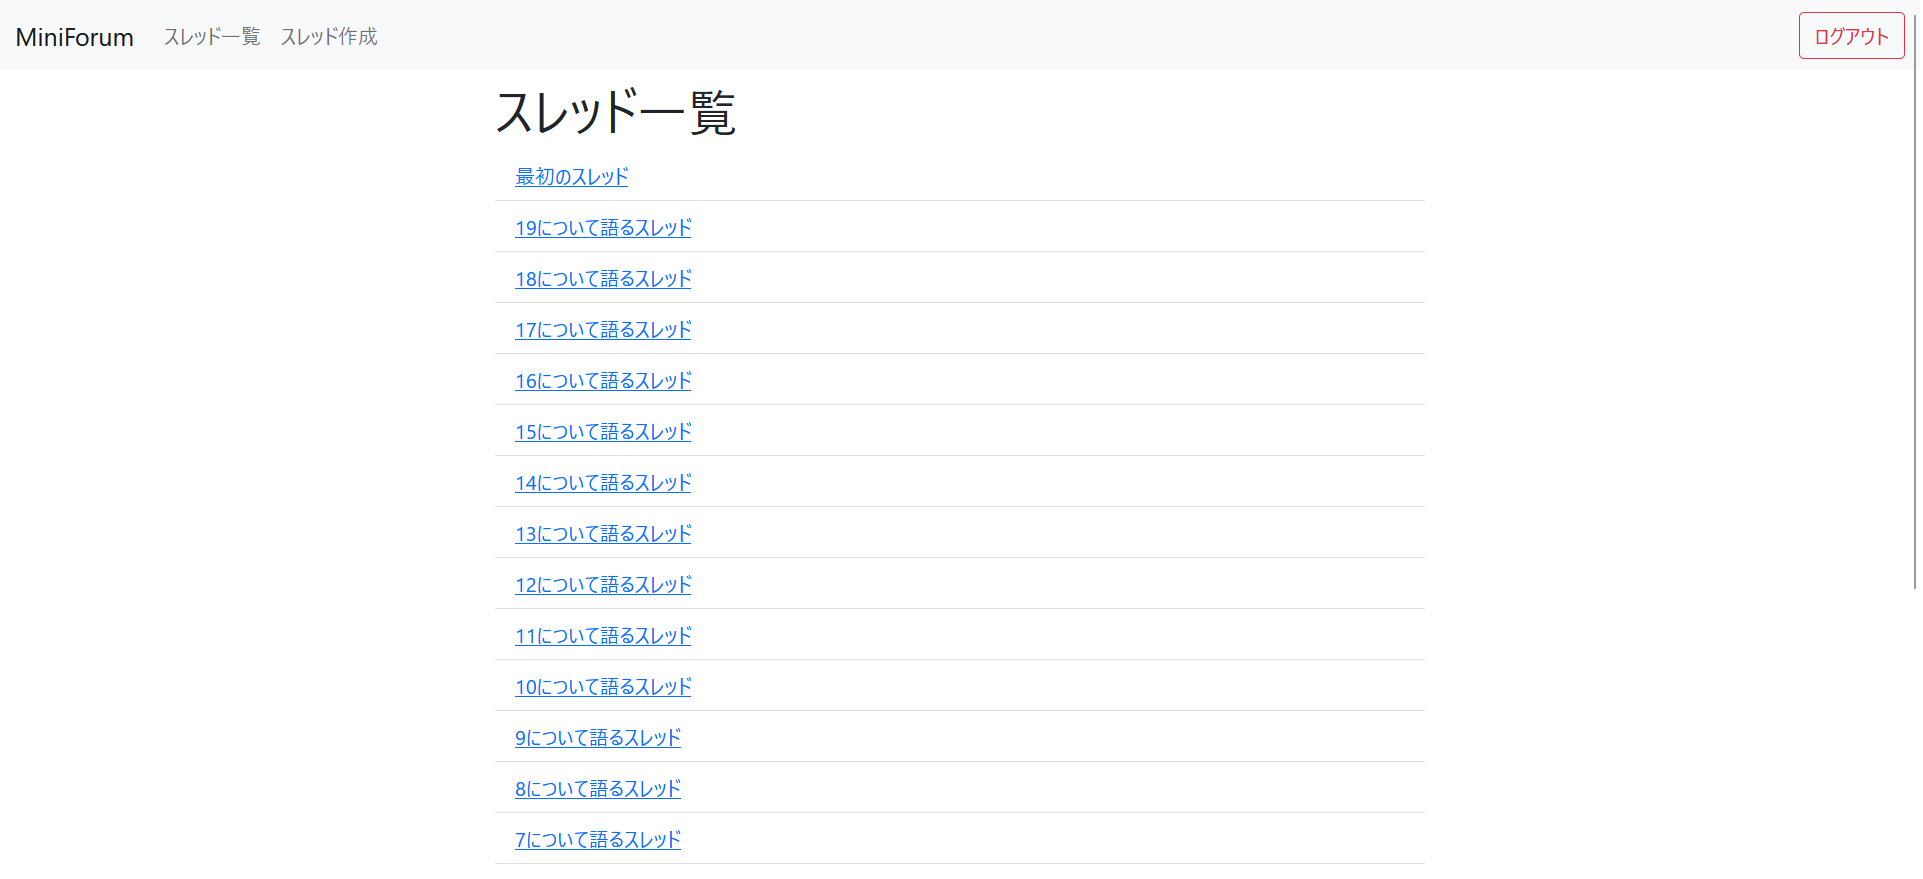 MiniForum スレッド一覧 スレッド作成 ログアウト
スレッド一覧
最初のスレッド
19について語るスレッド
18について語るスレッド
17について語るスレッド
16について語るスレッド
15について語るスレッド
14について語るスレッド
13について語るスレッド
12について語るスレッド
11について語るスレッド
10について語るスレッド
9について語るスレッド
8について語るスレッド
7について語るスレッド